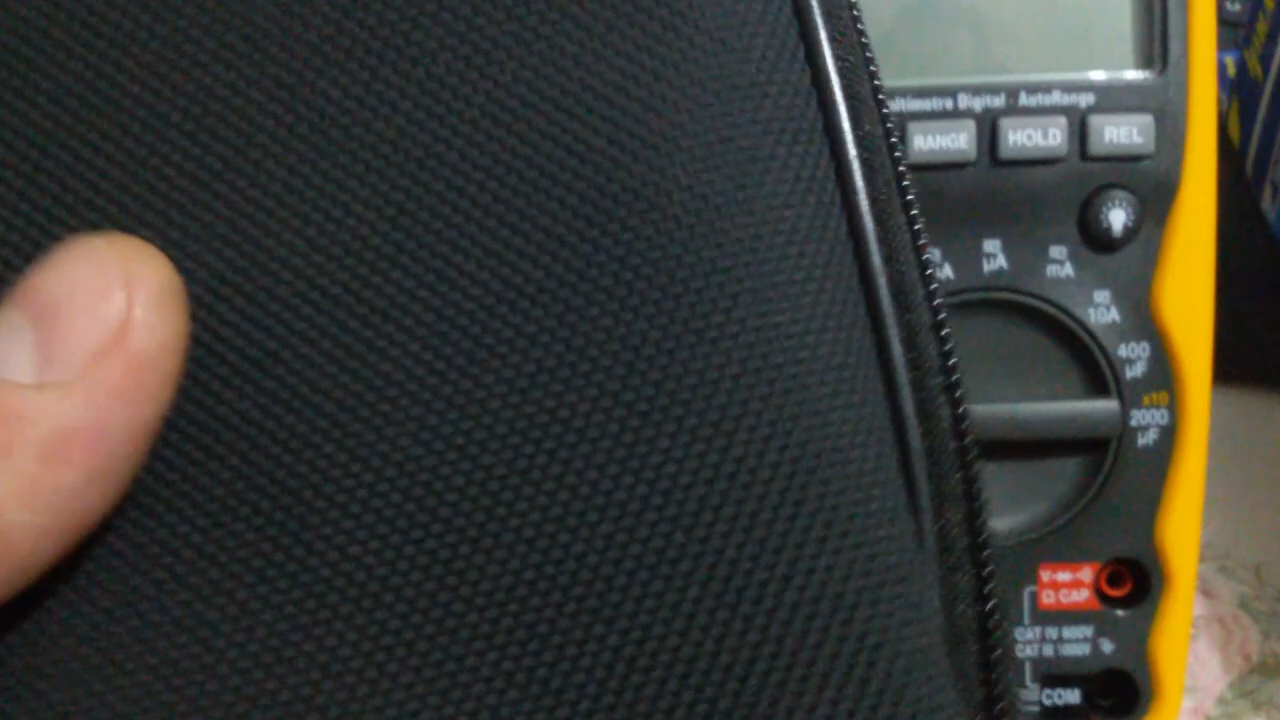 Digital · AutoRange
RANGE HOLD REL
µA
mA
10A
400
µF
x10
2000
µF
Ω CAP
CAT IV 600V
CAT III 1000V
COM